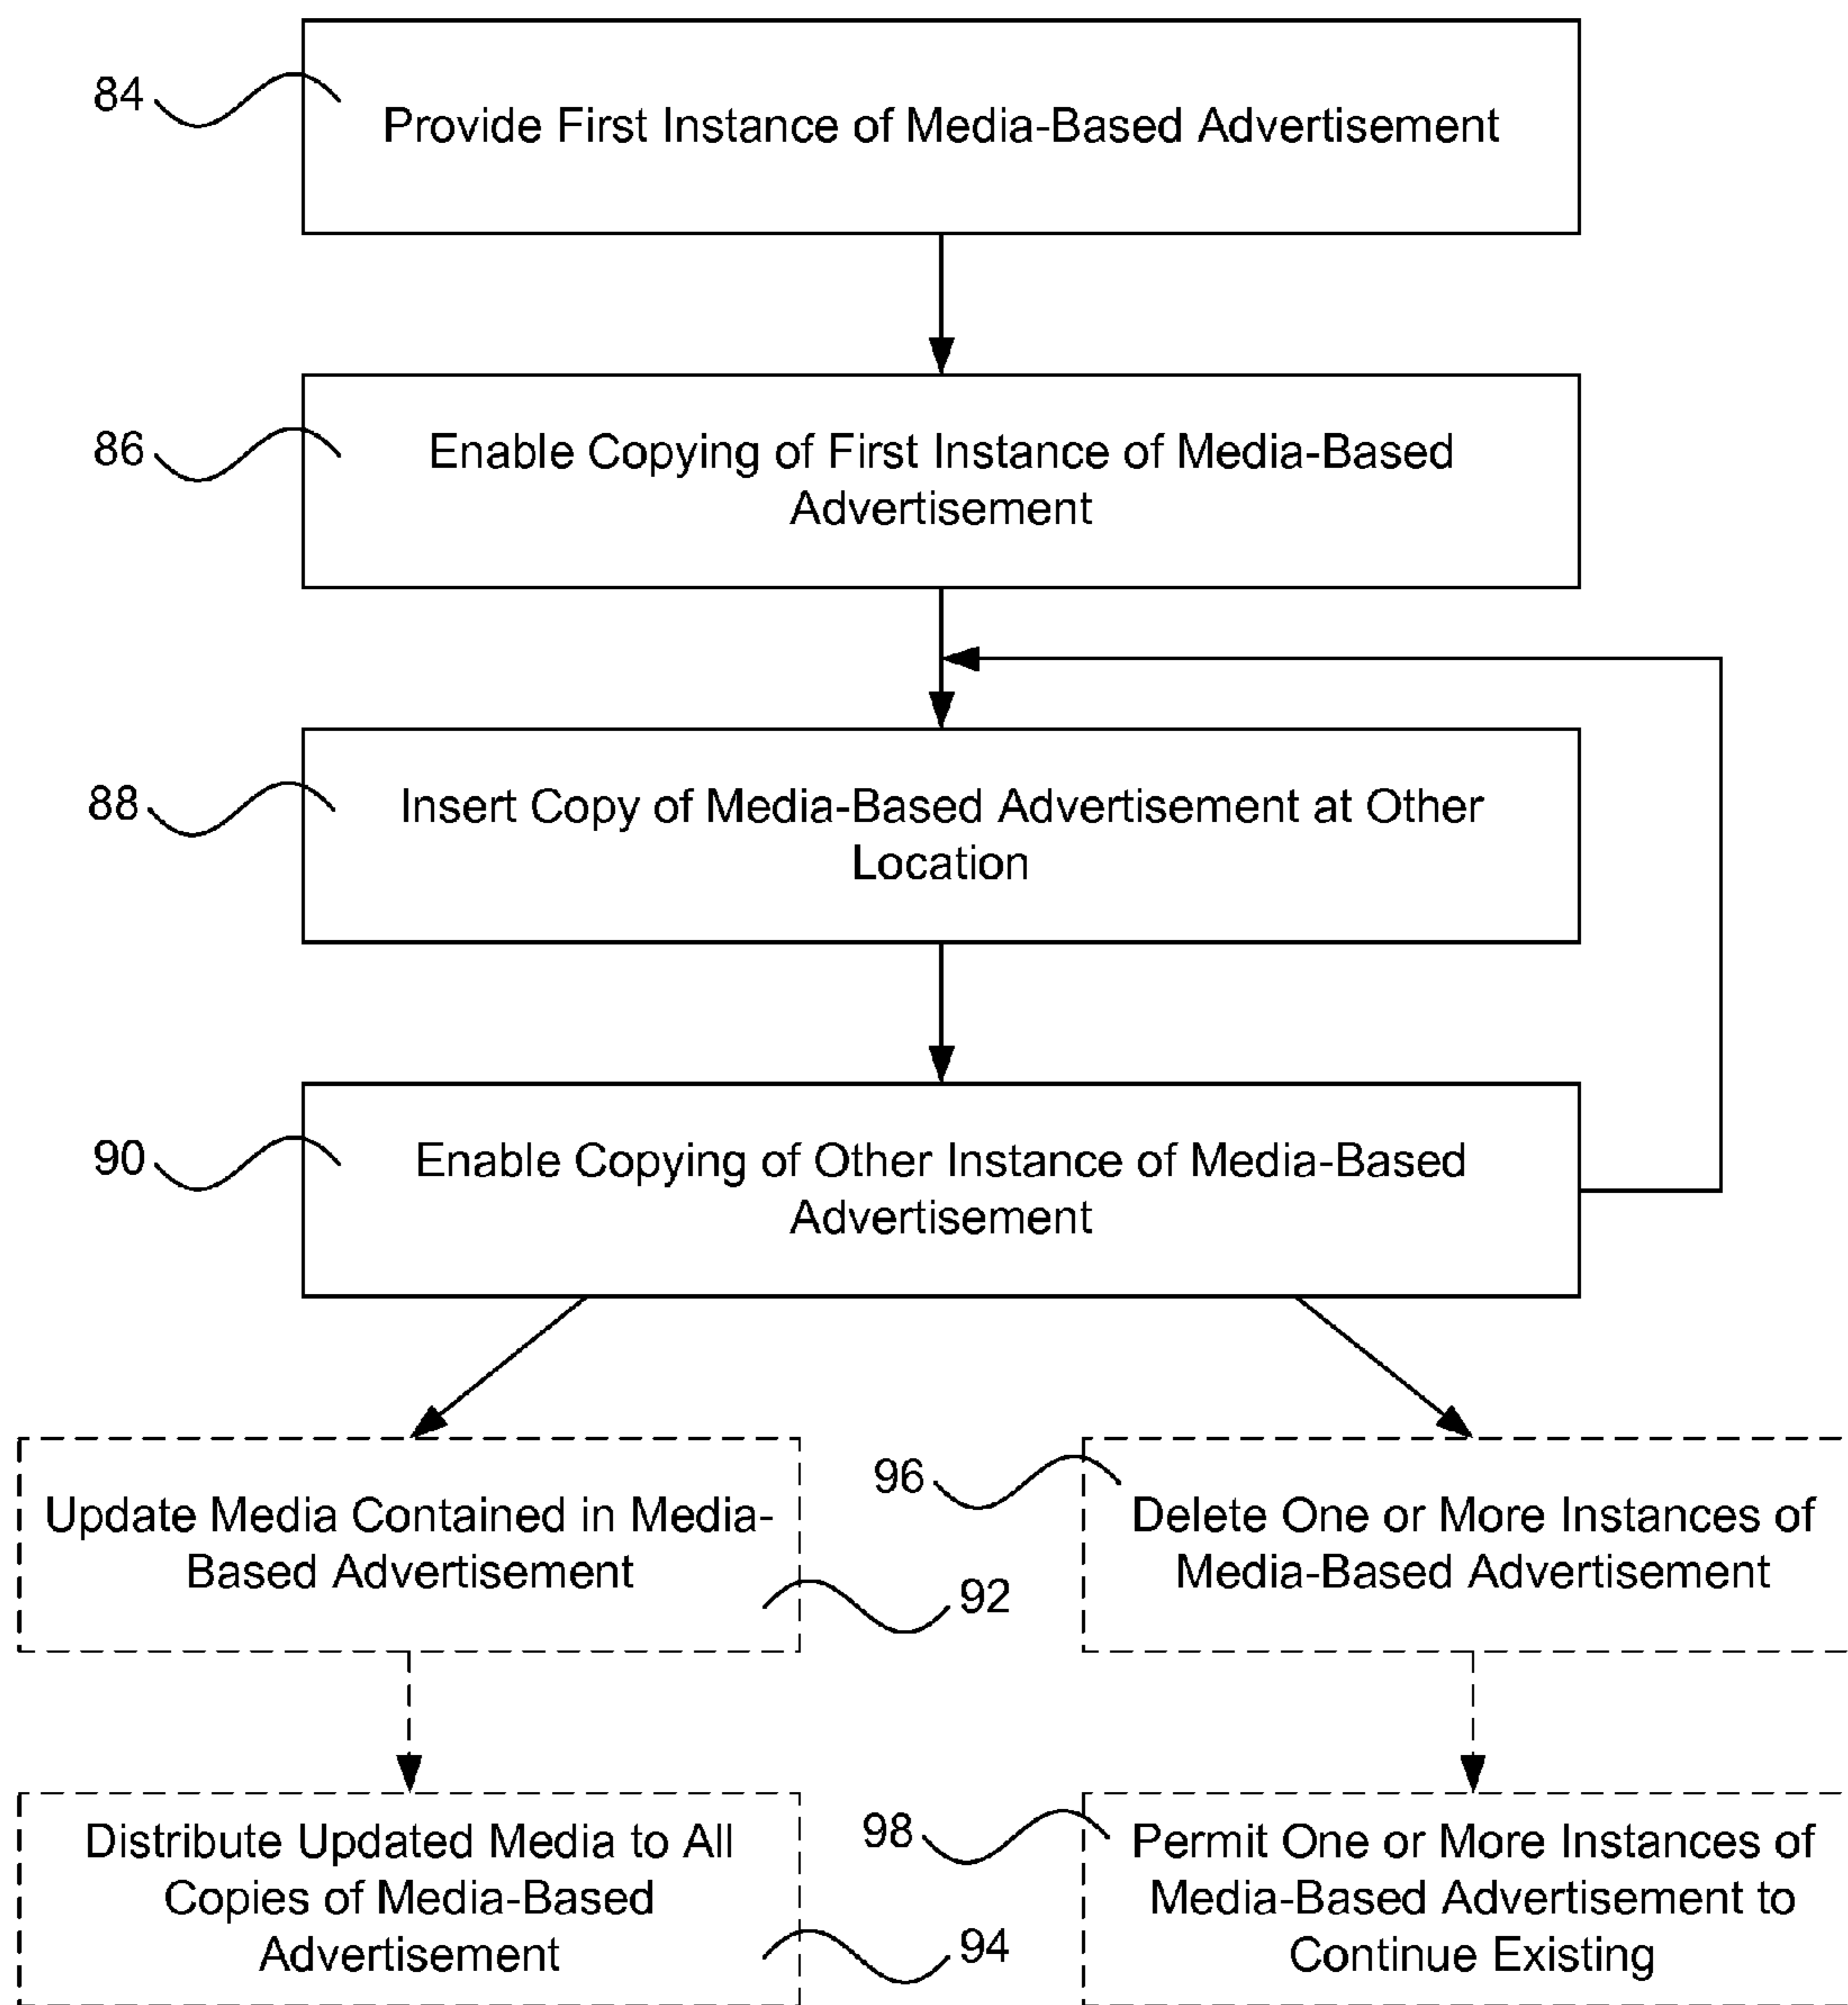 84
Provide First Instance of Media-Based Advertisement
86
Enable Copying of First Instance of Media-Based
Advertisement
88
Insert Copy of Media-Based Advertisement at Other
Location
90
Enable Copying of Other Instance of Media-Based
Advertisement
Update Media Contained in Media-
Based Advertisement
92
96
Delete One or More Instances of
Media-Based Advertisement
Distribute Updated Media to All
Copies of Media-Based
Advertisement
94
98
Permit One or More Instances of
Media-Based Advertisement to
Continue Existing